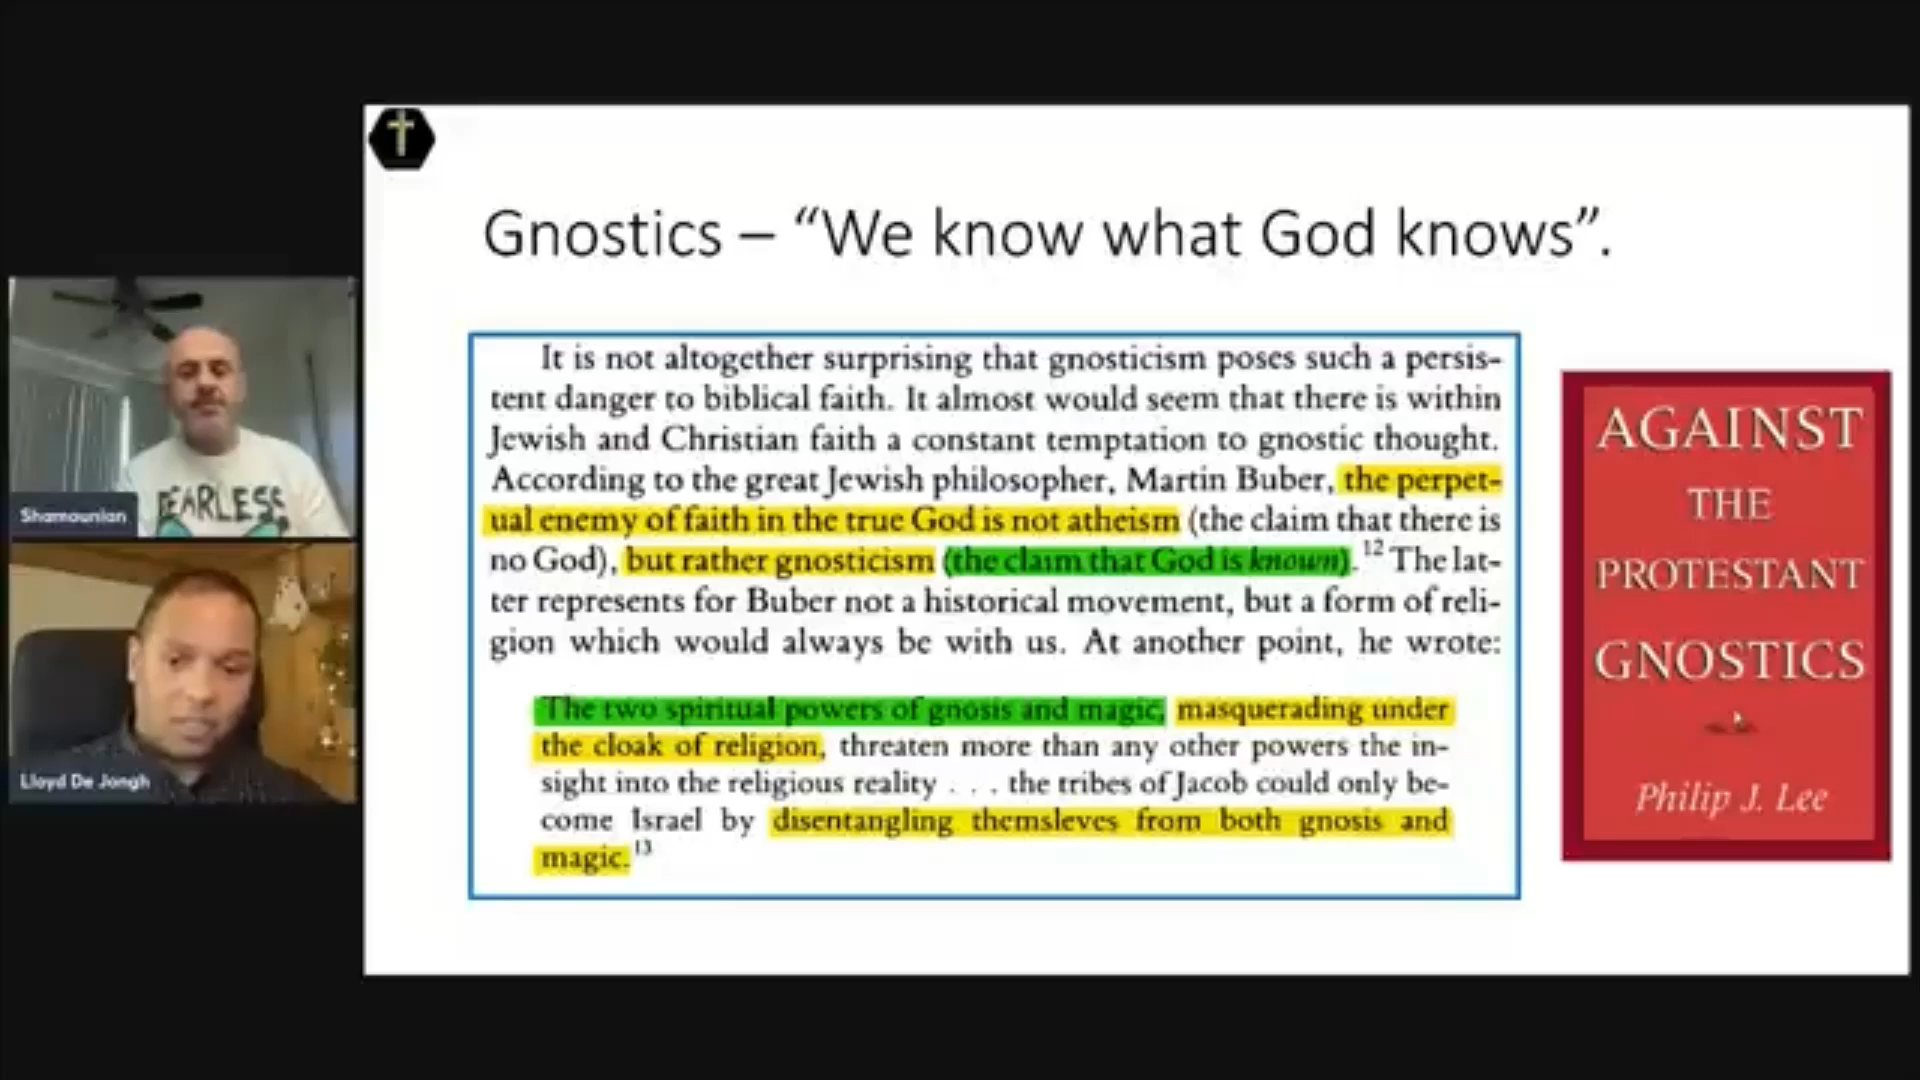 Gnostics – “We know what God knows”.
It is not altogether surprising that gnosticism poses such a persis-
tent danger to biblical faith. It almost would seem that there is within
Jewish and Christian faith a constant temptation to gnostic thought.
According to the great Jewish philosopher, Martin Buber, the perpet-
ual enemy of faith in the true God is not atheism (the claim that there is
no God), but rather gnosticism (the claim that God is known).12 The lat-
ter represents for Buber not a historical movement, but a form of reli-
gion which would always be with us. At another point, he wrote:
The two spiritual powers of gnosis and magic, masquerading under
the cloak of religion, threaten more than any other powers the in-
sight into the religious reality . . . the tribes of Jacob could only be-
come Israel by disentangling themsleves from both gnosis and
magic.13
AGAINST
THE
PROTESTANT
GNOSTICS
Philip J. Lee
FEARLESS
Shamounian
Lloyd De Jongh